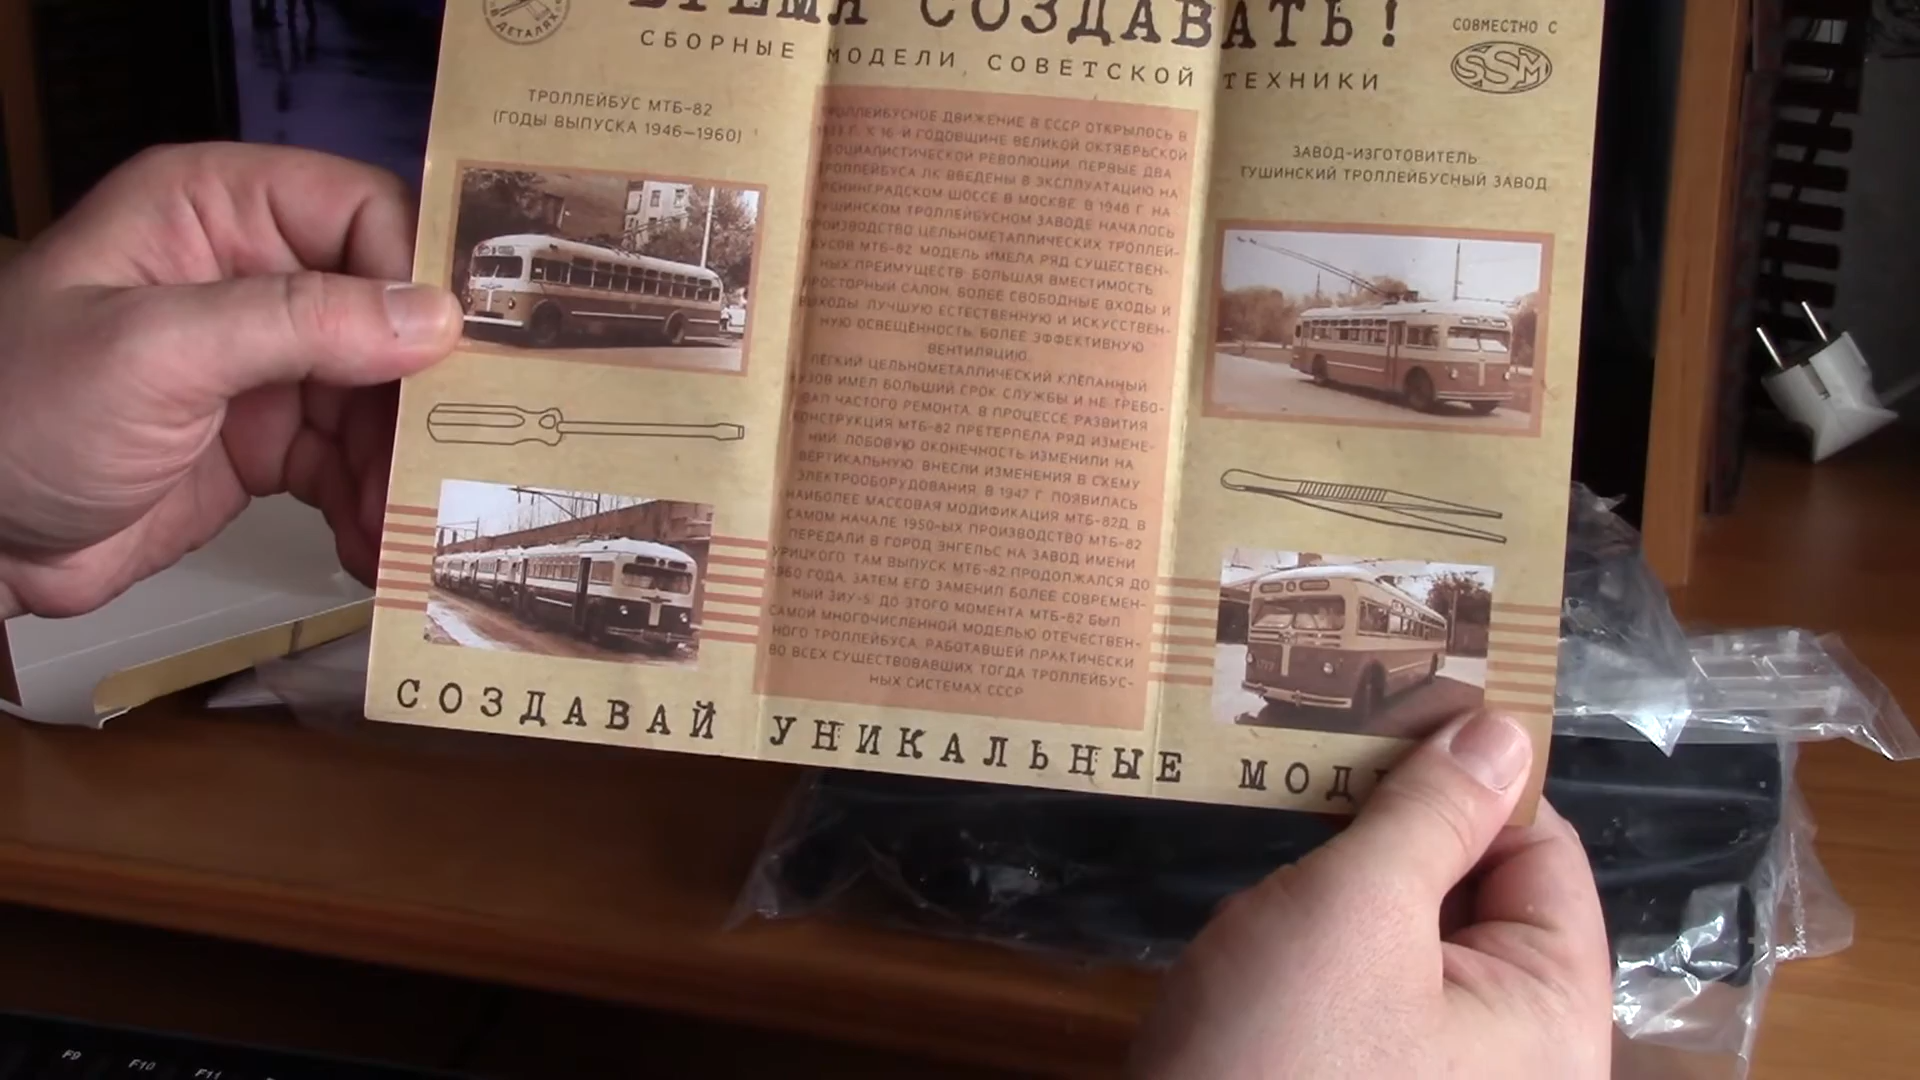 В ДЕТАЛЯХ
ВРЕМЯ СОЗДАВАТЬ!
СБОРНЫЕ МОДЕЛИ СОВЕТСКОЙ ТЕХНИКИ
СОВМЕСТНО С
SSM
ТРОЛЛЕЙБУС МТБ-82
(ГОДЫ ВЫПУСКА 1946–1960)
ТРОЛЛЕЙБУСНОЕ ДВИЖЕНИЕ В СССР ОТКРЫЛОСЬ В
1933 Г. К 16-Й ГОДОВЩИНЕ ВЕЛИКОЙ ОКТЯБРЬСКОЙ
СОЦИАЛИСТИЧЕСКОЙ РЕВОЛЮЦИИ. ПЕРВЫЕ ДВА
ТРОЛЛЕЙБУСА ЛК ВВЕДЕНЫ В ЭКСПЛУАТАЦИЮ НА
ЛЕНИНГРАДСКОМ ШОССЕ В МОСКВЕ. В 1946 Г. НА
ТУШИНСКОМ ТРОЛЛЕЙБУСНОМ ЗАВОДЕ НАЧАЛОСЬ
ПРОИЗВОДСТВО ЦЕЛЬНОМЕТАЛЛИЧЕСКИХ ТРОЛЛЕЙ-
БУСОВ МТБ-82. МОДЕЛЬ ИМЕЛА РЯД СУЩЕСТВЕН-
НЫХ ПРЕИМУЩЕСТВ: БОЛЬШАЯ ВМЕСТИМОСТЬ,
ПРОСТОРНЫЙ САЛОН, БОЛЕЕ СВОБОДНЫЕ ВХОДЫ И
ВЫХОДЫ, ЛУЧШУЮ ЕСТЕСТВЕННУЮ И ИСКУССТВЕН-
НУЮ ОСВЕЩЁННОСТЬ, БОЛЕЕ ЭФФЕКТИВНУЮ
ВЕНТИЛЯЦИЮ.
ЛЁГКИЙ ЦЕЛЬНОМЕТАЛЛИЧЕСКИЙ КЛЁПАННЫЙ
КУЗОВ ИМЕЛ БОЛЬШИЙ СРОК СЛУЖБЫ И НЕ ТРЕБО-
ВАЛ ЧАСТОГО РЕМОНТА. В ПРОЦЕССЕ РАЗВИТИЯ
КОНСТРУКЦИЯ МТБ-82 ПРЕТЕРПЕЛА РЯД ИЗМЕНЕ-
НИЙ: ЛОБОВУЮ ОКОНЕЧНОСТЬ ИЗМЕНИЛИ НА
ВЕРТИКАЛЬНУЮ, ВНЕСЛИ ИЗМЕНЕНИЯ В СХЕМУ
ЭЛЕКТРООБОРУДОВАНИЯ. В 1947 Г. ПОЯВИЛАСЬ
НАИБОЛЕЕ МАССОВАЯ МОДИФИКАЦИЯ МТБ-82Д. В
САМОМ НАЧАЛЕ 1950-ЫХ ПРОИЗВОДСТВО МТБ-82
ПЕРЕДАЛИ В ГОРОД ЭНГЕЛЬС НА ЗАВОД ИМЕНИ
УРИЦКОГО. ТАМ ВЫПУСК МТБ-82 ПРОДОЛЖАЛСЯ ДО
1960 ГОДА, ЗАТЕМ ЕГО ЗАМЕНИЛ БОЛЕЕ СОВРЕМЕН-
НЫЙ ЗИУ-5. ДО ЭТОГО МОМЕНТА МТБ-82 БЫЛ
САМОЙ МНОГОЧИСЛЕННОЙ МОДЕЛЬЮ ОТЕЧЕСТВЕН-
НОГО ТРОЛЛЕЙБУСА, РАБОТАВШЕЙ ПРАКТИЧЕСКИ
ВО ВСЕХ СУЩЕСТВОВАВШИХ ТОГДА ТРОЛЛЕЙБУС-
НЫХ СИСТЕМАХ СССР
ЗАВОД-ИЗГОТОВИТЕЛЬ:
ТУШИНСКИЙ ТРОЛЛЕЙБУСНЫЙ ЗАВОД
СОЗДАВАЙ УНИКАЛЬНЫЕ МОД
F9 F10 F11